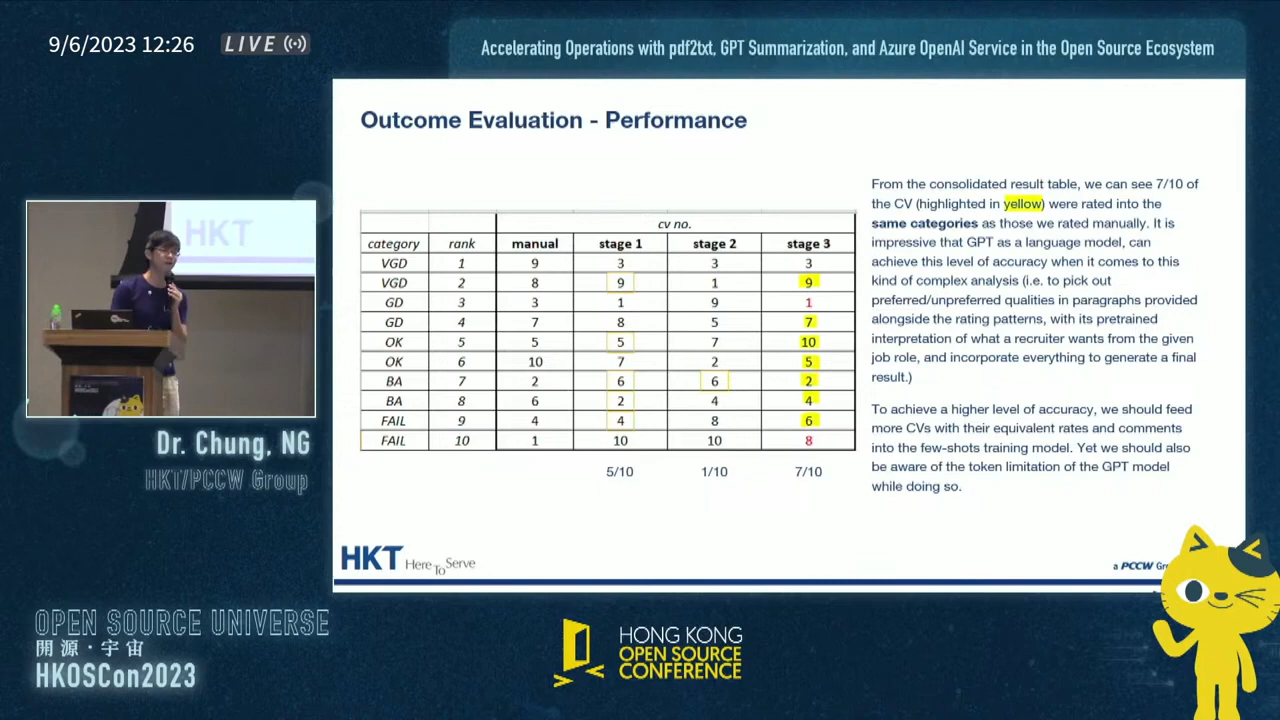 9/6/2023 12:26
LIVE
Accelerating Operations with pdf2txt, GPT Summarization, and Azure OpenAI Service in the Open Source Ecosystem
Outcome Evaluation - Performance
cv no.
category rank manual stage 1 stage 2 stage 3
VGD 1 9 3 3 3
VGD 2 8 9 1 9
GD 3 3 1 9 1
GD 4 7 8 5 7
OK 5 5 5 7 10
OK 6 10 7 2 5
BA 7 2 6 6 2
BA 8 6 2 4 4
FAIL 9 4 4 8 6
FAIL 10 1 10 10 8
5/10 1/10 7/10
From the consolidated result table, we can see 7/10 of
the CV (highlighted in yellow) were rated into the
same categories as those we rated manually. It is
impressive that GPT as a language model, can
achieve this level of accuracy when it comes to this
kind of complex analysis (i.e. to pick out
preferred/unpreferred qualities in paragraphs provided
alongside the rating patterns, with its pretrained
interpretation of what a recruiter wants from the given
job role, and incorporate everything to generate a final
result.)
To achieve a higher level of accuracy, we should feed
more CVs with their equivalent rates and comments
into the few-shots training model. Yet we should also
be aware of the token limitation of the GPT model
while doing so.
HKT Here To Serve
a PCCW Gr
HKT
Dr. Chung, NG
HKT/PCCW Group
OPEN SOURCE UNIVERSE
開源·宇宙
HKOSCon2023
HONG KONG
OPEN SOURCE
CONFERENCE